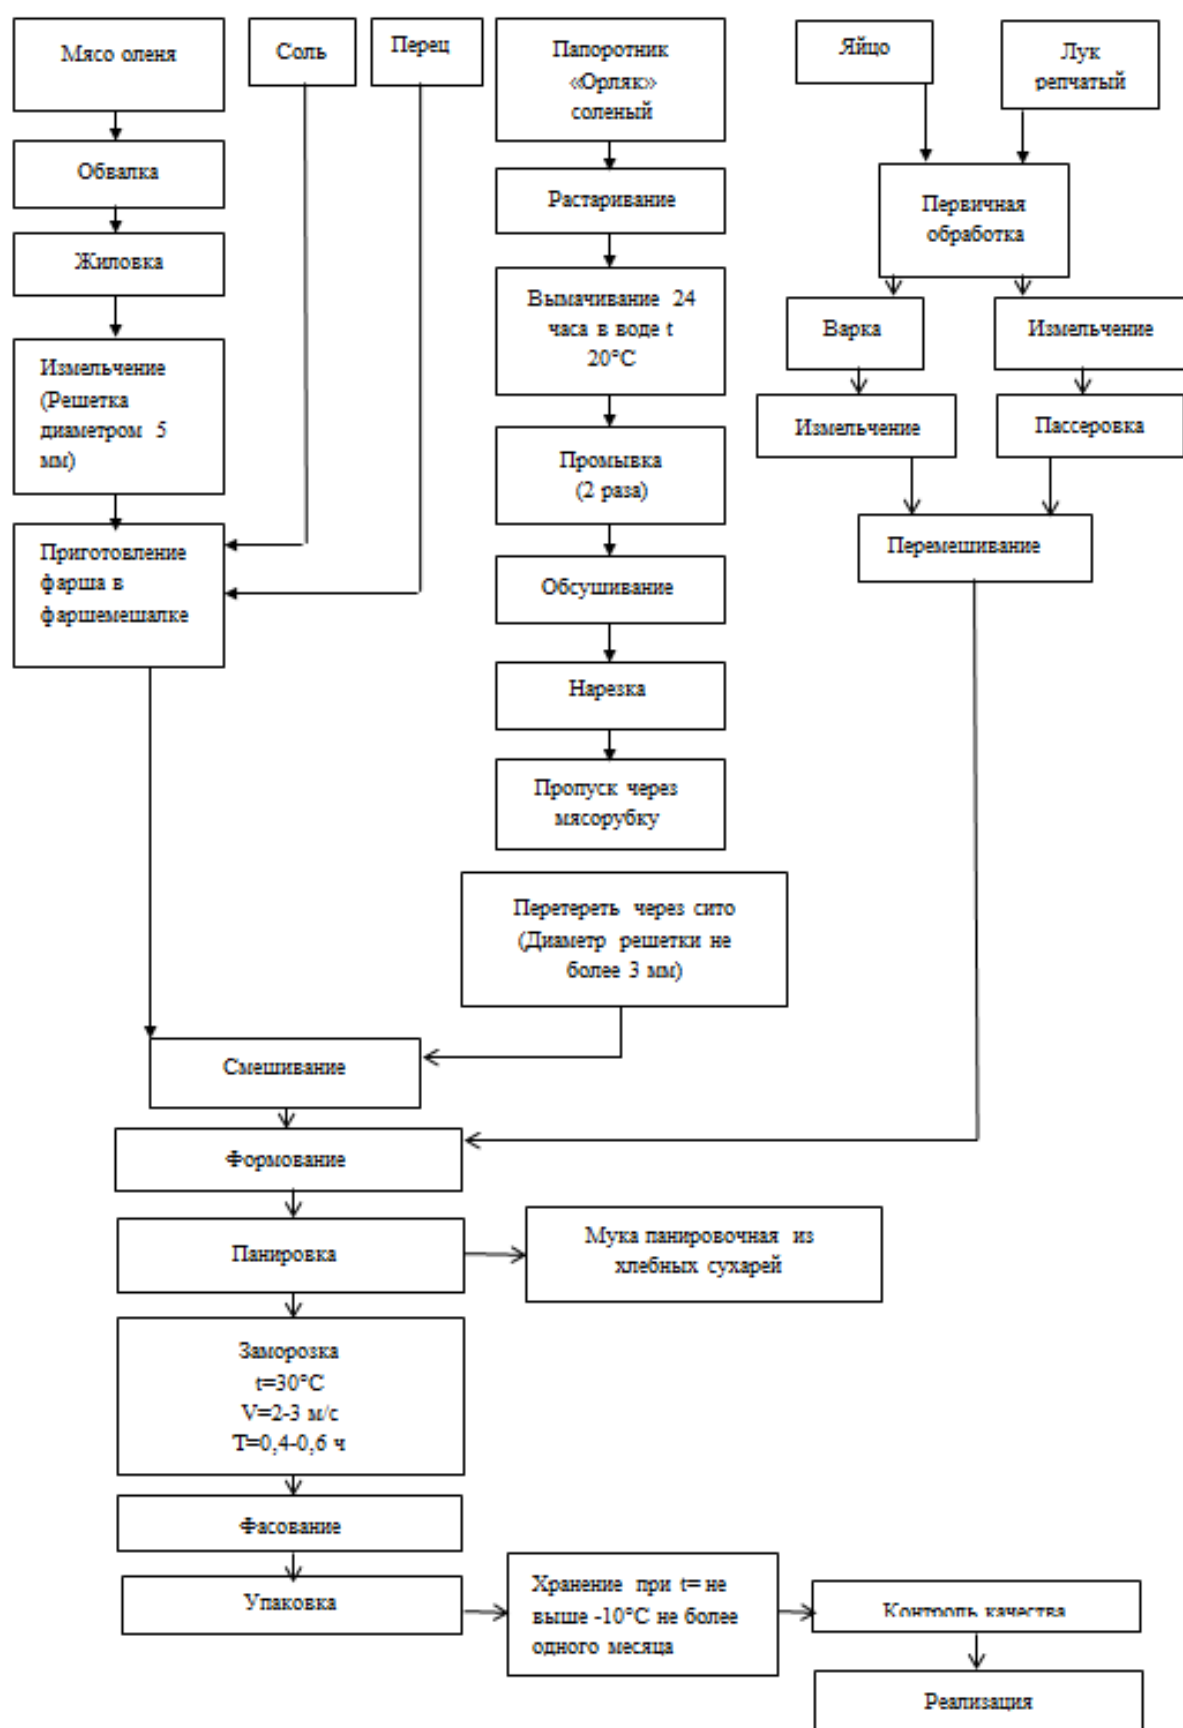 Мясо оленя
Соль
Перец
Папоротник
«Орляк»
соленый
Яйцо
Лук
репчатый
Обвалка
Растаривание
Первичная
обработка
Жиловка
Вымачивание 24
часа в воде t
20°C
Варка
Измельчение
Измельчение
(Решетка
диаметром 5
мм)
Измельчение
Пассеровка
Промывка
(2 раза)
Приготовление
фарша в
фаршемешалке
Перемешивание
Обсушивание
Нарезка
Пропуск через
мясорубку
Перетереть через сито
(Диаметр решетки не
более 3 мм)
Смешивание
Формование
Панировка
Мука панировочная из
хлебных сухарей
Заморозка
t=30°C
V=2-3 м/с
T=0,4-0,6 ч
Фасование
Упаковка
Хранение при t= не
выше -10°C не более
одного месяца
Контроль качества
Реализация